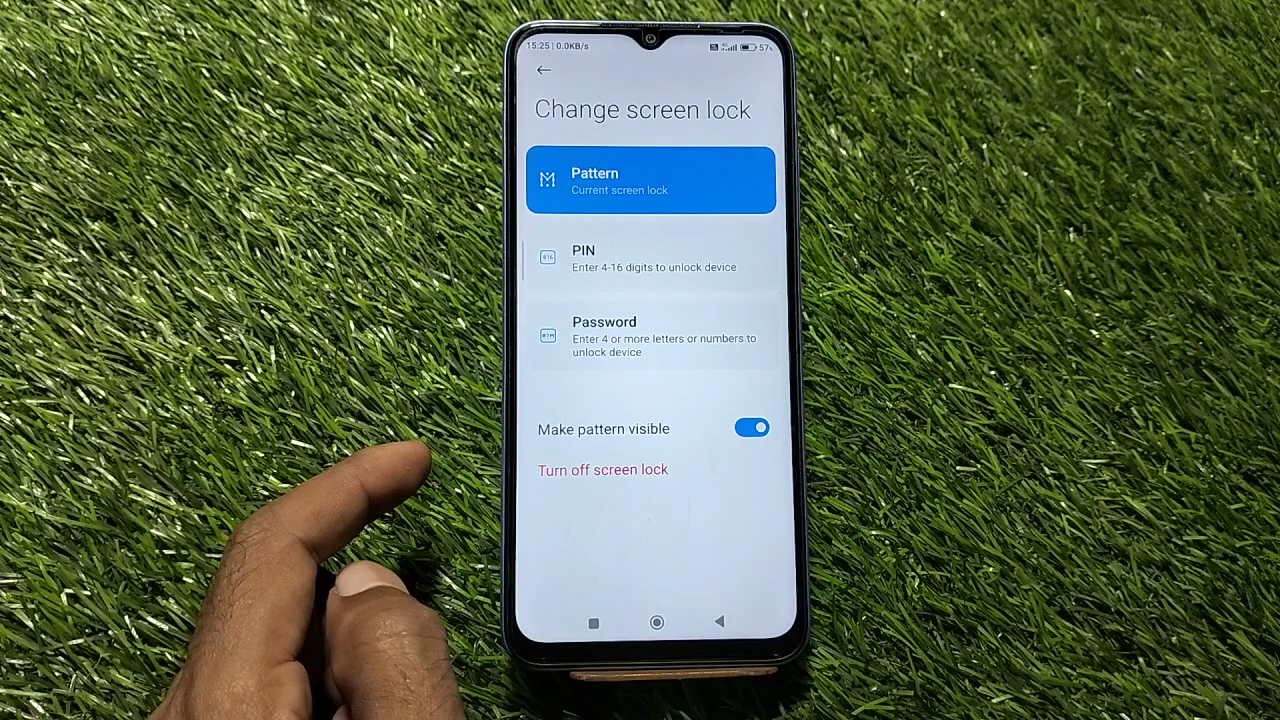 15:25 | 0.0KB/s 57%
Change screen lock
Pattern
Current screen lock
PIN
Enter 4-16 digits to unlock device
Password
Enter 4 or more letters or numbers to
unlock device
Make pattern visible
Turn off screen lock